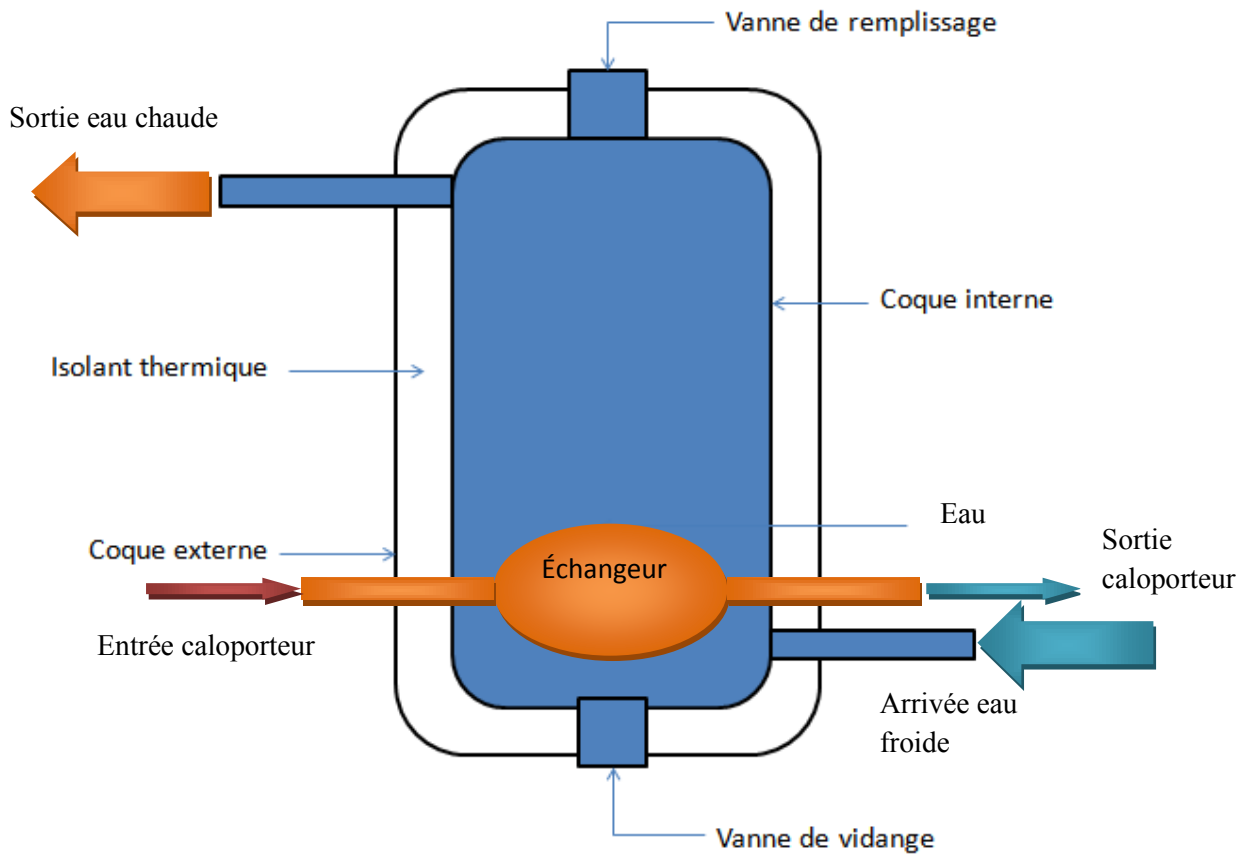 Vanne de remplissage
Sortie eau chaude
Coque interne
Isolant thermique
Eau
Coque externe
Échangeur
Sortie
caloporteur
Entrée caloporteur
Arrivée eau
froide
Vanne de vidange